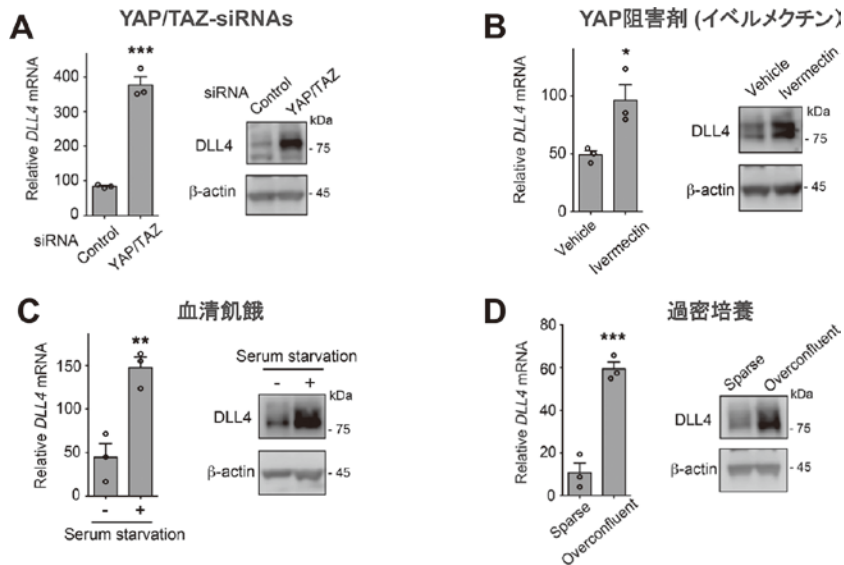 A
YAP/TAZ-siRNAs
Relative DLL4 mRNA
400
300
200
100
0
***
siRNA
Control
YAP/TAZ
siRNA
Control
YAP/TAZ
kDa
DLL4
- 75
β-actin
- 45
B
YAP阻害剤 (イベルメクチン)
Relative DLL4 mRNA
100
50
0
*
Vehicle
Ivermectin
Vehicle
Ivermectin
kDa
DLL4
- 75
β-actin
- 45
C
血清飢餓
Relative DLL4 mRNA
150
100
50
0
**
- +
Serum starvation
Serum starvation
- +
kDa
DLL4
- 75
β-actin
- 45
D
過密培養
Relative DLL4 mRNA
60
40
20
0
***
Sparse
Overconfluent
Sparse
Overconfluent
kDa
DLL4
- 75
β-actin
- 45